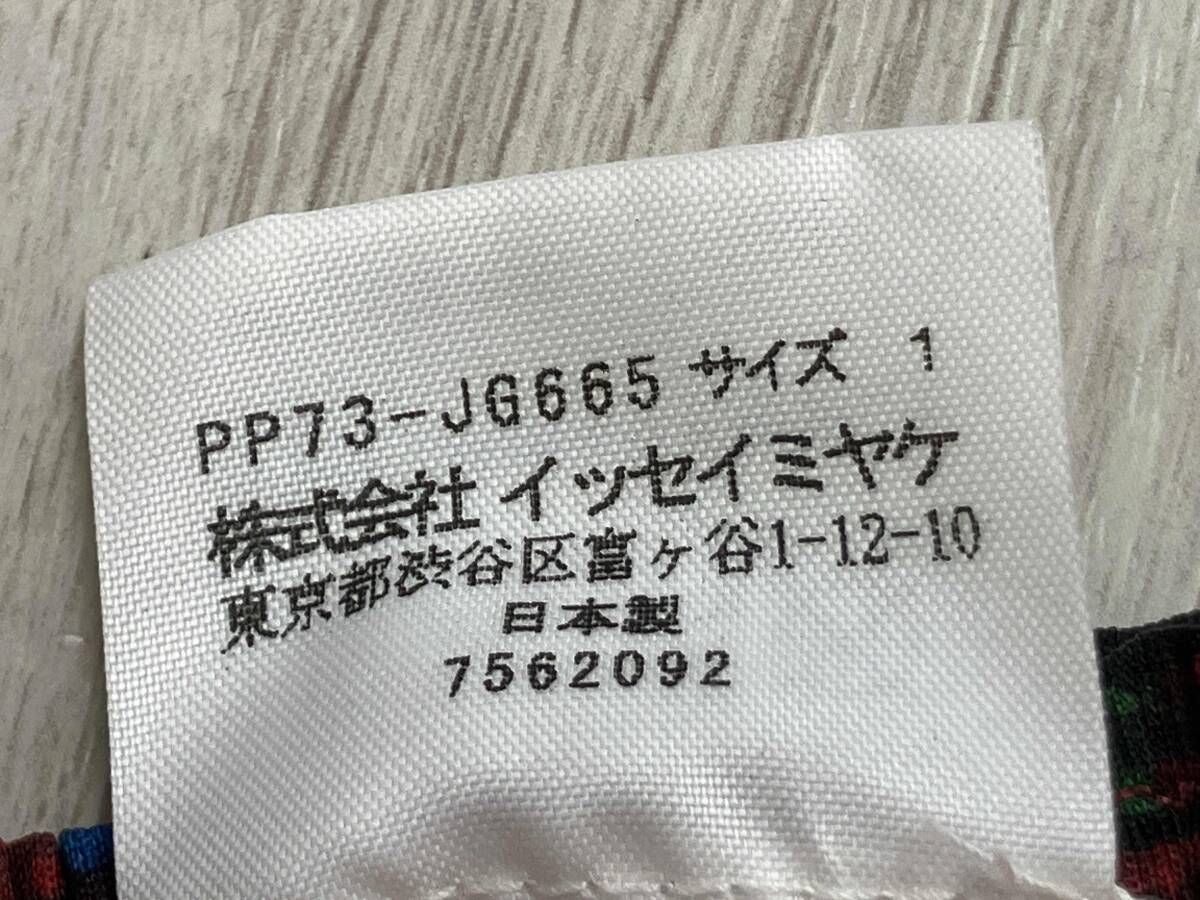 PP73-JG665 サイズ 1
株式会社 イッセイミヤケ
東京都渋谷区富ヶ谷1-12-10
日本製
7562092